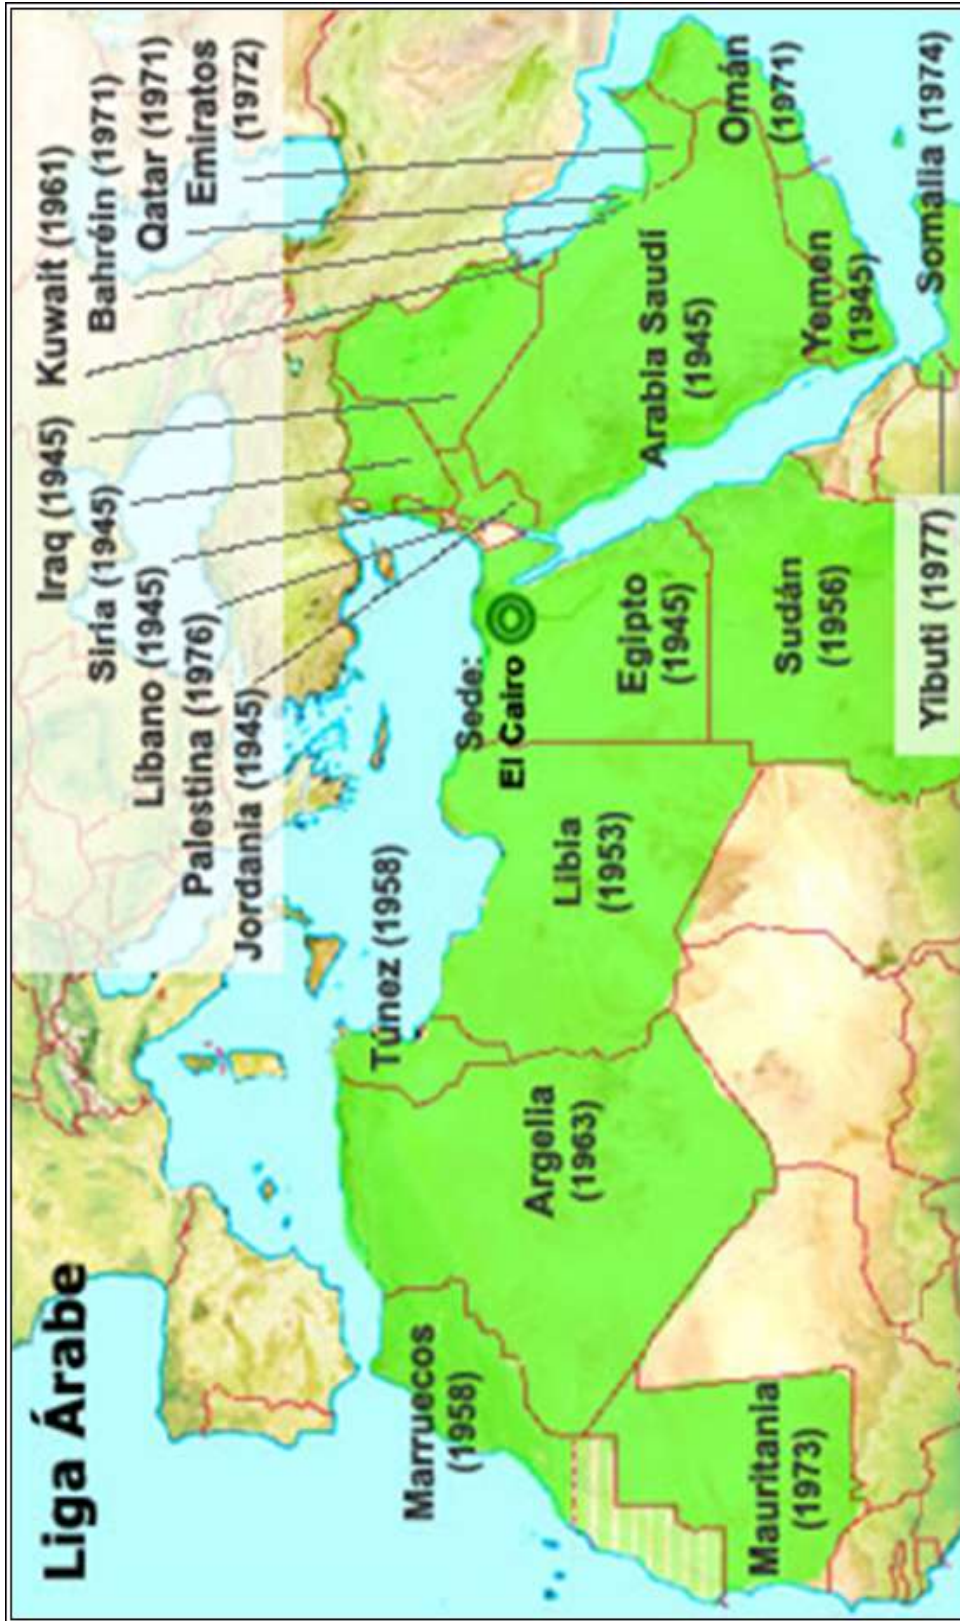 Liga Árabe
Iraq (1945)
Kuwait (1961)
Siria (1945)
Bahréin (1971)
Líbano (1945)
Qatar (1971)
Palestina (1976)
Emiratos
(1972)
Jordania (1945)
Túnez (1958)
Marruecos
(1958)
Argelia
(1963)
Libia
(1953)
Sede:
El Cairo
Egipto
(1945)
Arabia Saudí
(1945)
Omán
(1971)
Mauritania
(1973)
Sudán
(1956)
Yemen
(1945)
Yibuti (1977)
Somalia (1974)